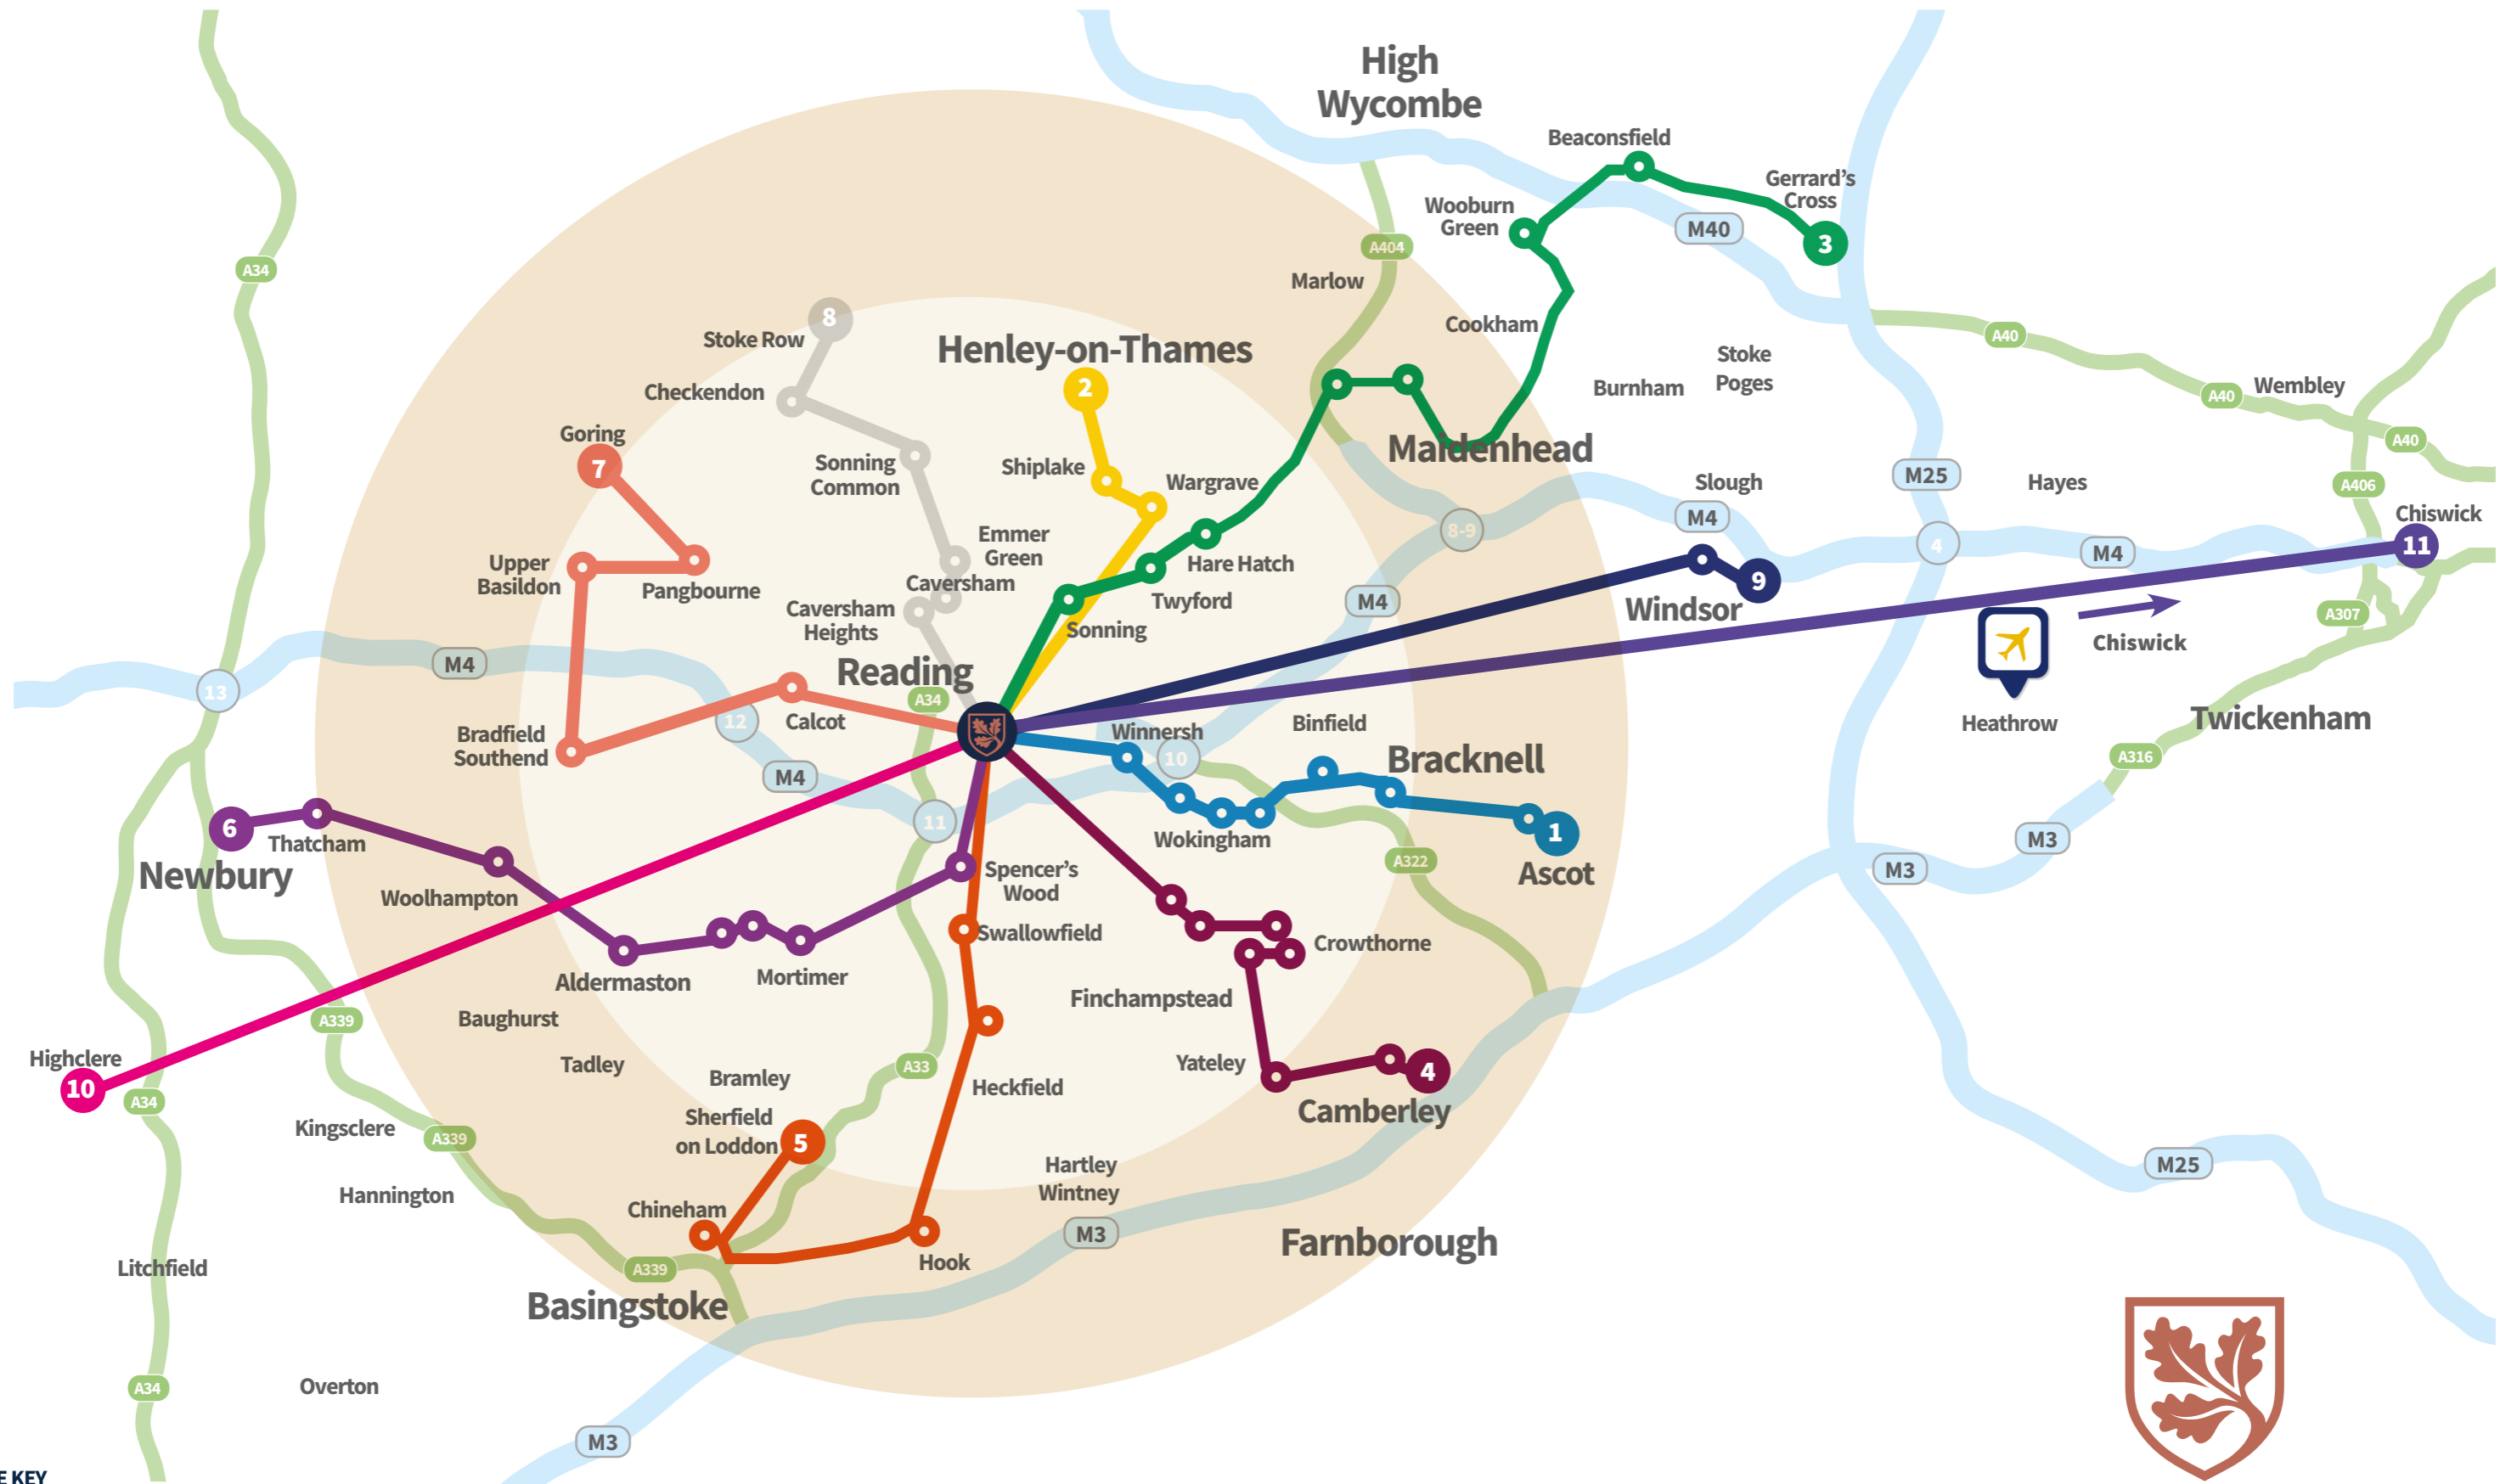 High
Wycombe
Beaconsfield
Gerrard's
Cross
Wooburn
Green
M40
3
A404
A34
Marlow
8
Stoke Row
Cookham
A40
Henley-on-Thames
Stoke
Poges
Checkendon
2
Burnham
Wembley
A40
Goring
7
Maidenhead
A40
Sonning
Common
Shiplake
Wargrave
Slough
M25
Hayes
A406
M4
Chiswick
8-9
Emmer
Green
4
M4
11
Upper
Basildon
Pangbourne
Hare Hatch
Caversham
9
Caversham
Heights
Twyford
M4
Windsor
A307
Sonning
Chiswick
M4
Reading
13
A34
12
Calcot
Winnersh
Binfield
Heathrow
Twickenham
Bradfield
Southend
10
Bracknell
A316
M4
6
11
1
Thatcham
Wokingham
M3
Newbury
A322
Ascot
M3
Woolhampton
Spencer's
Wood
Swallowfield
Crowthorne
Aldermaston
Mortimer
Finchampstead
A339
Baughurst
Highclere
Tadley
A33
Yateley
4
10
Bramley
Heckfield
A34
Sherfield
on Loddon
5
Camberley
Kingsclere
A339
Hartley
Wintney
M25
Hannington
Chineham
M3
Farnborough
Litchfield
A339
Hook
Basingstoke
A34
Overton
M3
E KEY